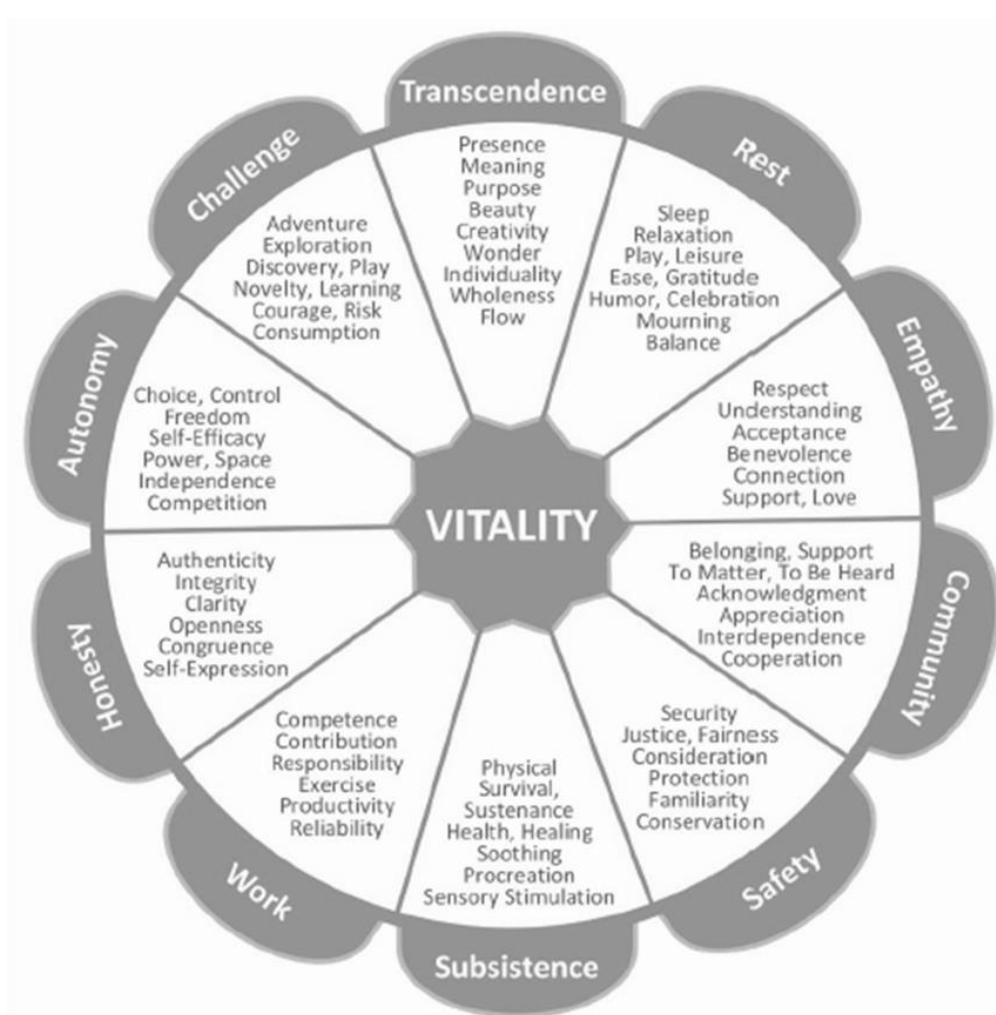 Transcendence
Presence
Meaning
Purpose
Beauty
Creativity
Wonder
Individuality
Wholeness
Flow
Rest
Sleep
Relaxation
Play, Leisure
Ease, Gratitude
Humor, Celebration
Mourning
Balance
Empathy
Respect
Understanding
Acceptance
Benevolence
Connection
Support, Love
Community
Belonging, Support
To Matter, To Be Heard
Acknowledgment
Appreciation
Interdependence
Cooperation
Safety
Security
Justice, Fairness
Consideration
Protection
Familiarity
Conservation
Subsistence
Physical
Survival,
Sustenance
Health, Healing
Soothing
Procreation
Sensory Stimulation
Work
Competence
Contribution
Responsibility
Exercise
Productivity
Reliability
Honesty
Authenticity
Integrity
Clarity
Openness
Congruence
Self-Expression
Autonomy
Choice, Control
Freedom
Self-Efficacy
Power, Space
Independence
Competition
Challenge
Adventure
Exploration
Discovery, Play
Novelty, Learning
Courage, Risk
Consumption
VITALITY